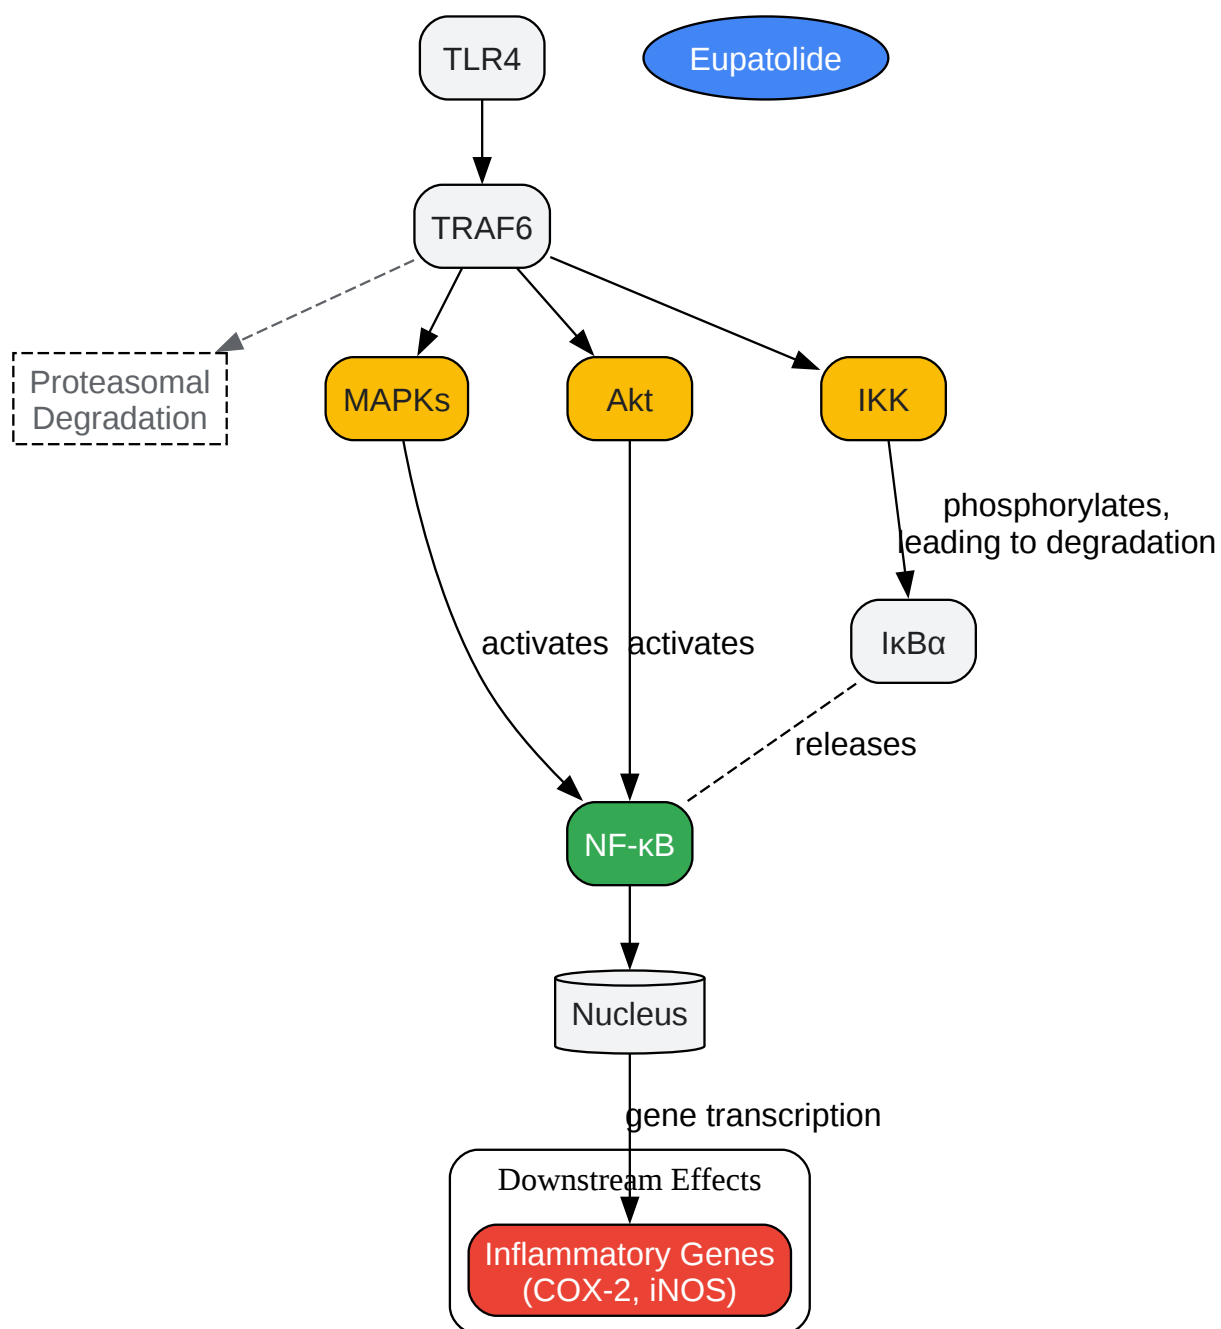 TLR4
Eupatolide
TRAF6
Proteasomal
Degradation
MAPKs
Akt
IKK
phosphorylates,
leading to degradation
activates
activates
IκBα
releases
NF-κB
Nucleus
gene transcription
Downstream Effects
Inflammatory Genes
(COX-2, iNOS)